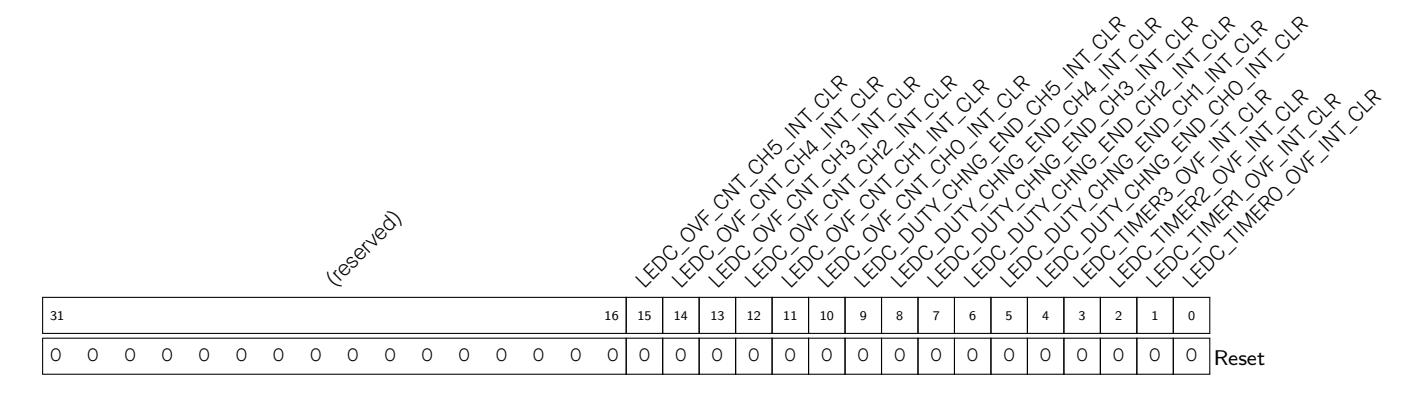 (reserved)
LEDC_OVF_CNT_CH5_INT_CLR
LEDC_OVF_CNT_CH4_INT_CLR
LEDC_OVF_CNT_CH3_INT_CLR
LEDC_OVF_CNT_CH2_INT_CLR
LEDC_OVF_CNT_CH1_INT_CLR
LEDC_OVF_CNT_CH0_INT_CLR
LEDC_DUTY_CHNG_END_CH5_INT_CLR
LEDC_DUTY_CHNG_END_CH4_INT_CLR
LEDC_DUTY_CHNG_END_CH3_INT_CLR
LEDC_DUTY_CHNG_END_CH2_INT_CLR
LEDC_DUTY_CHNG_END_CH1_INT_CLR
LEDC_DUTY_CHNG_END_CH0_INT_CLR
LEDC_TIMER3_OVF_INT_CLR
LEDC_TIMER2_OVF_INT_CLR
LEDC_TIMER1_OVF_INT_CLR
LEDC_TIMER0_OVF_INT_CLR
31 16 15 14 13 12 11 10 9 8 7 6 5 4 3 2 1 0
0 0 0 0 0 0 0 0 0 0 0 0 0 0 0 0 0 0 0 0 0 0 0 0 0 0 0 0 0 0 0 0 Reset